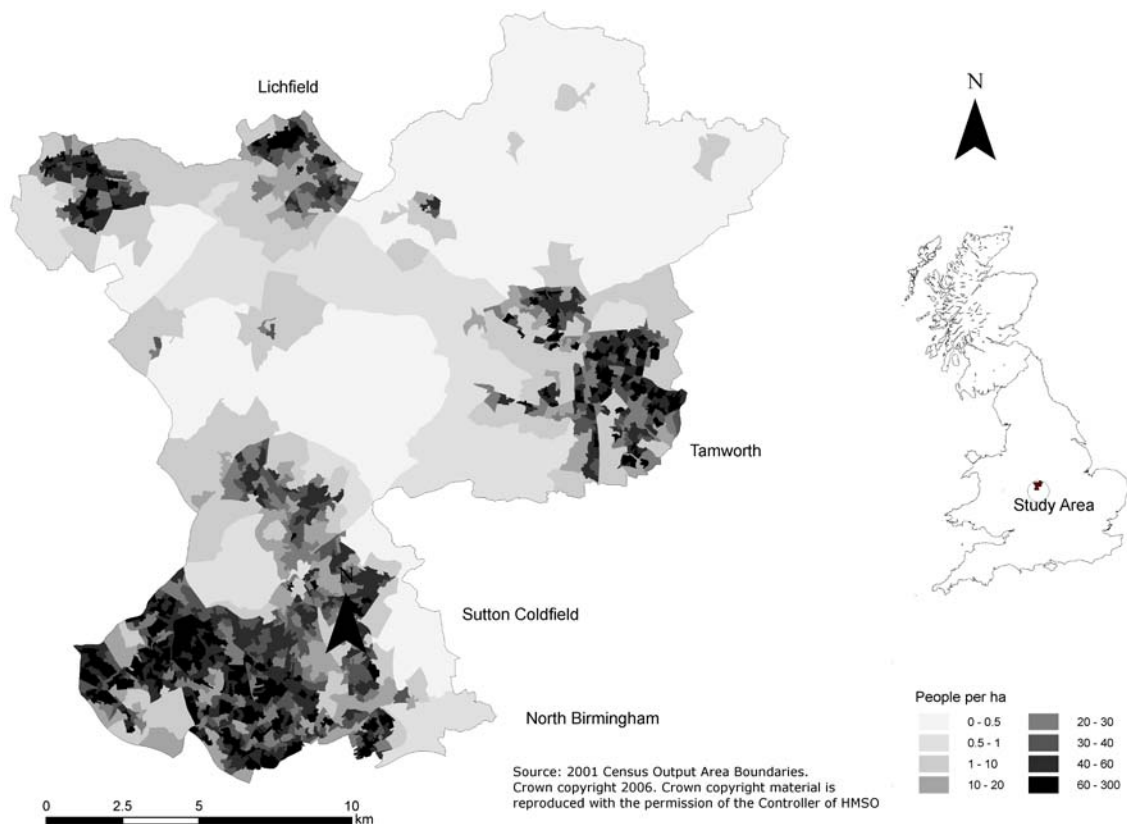 Lichfield
N
Tamworth
Study Area
N
Sutton Coldfield
North Birmingham
People per ha
0 - 0.5
0.5 - 1
1 - 10
10 - 20
20 - 30
30 - 40
40 - 60
60 - 300
Source: 2001 Census Output Area Boundaries.
Crown copyright 2006. Crown copyright material is
reproduced with the permission of the Controller of HMSO
0 2.5 5 10
km